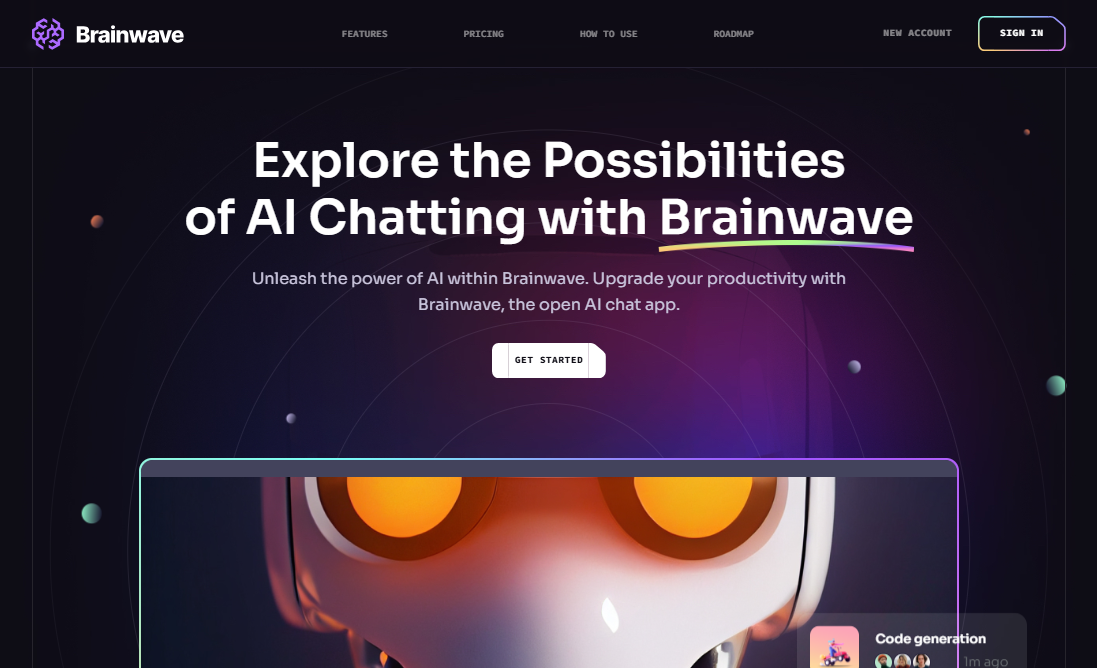 Brainwave
FEATURES
PRICING
HOW TO USE
ROADMAP
NEW ACCOUNT
SIGN IN
Explore the Possibilities
of AI Chatting with Brainwave
Unleash the power of AI within Brainwave. Upgrade your productivity with
Brainwave, the open AI chat app.
GET STARTED
Code generation
1m ago